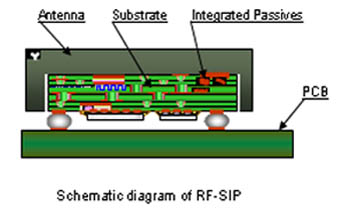 Antenna Substrate Integrated Passives
PCB
Schematic diagram of RF-SIP